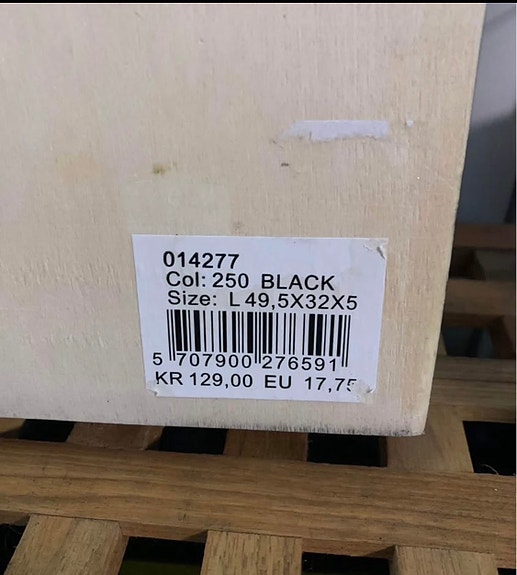 014277
Col: 250 BLACK
Size: L 49,5X32X5
5 707900 276591
KR 129,00 EU 17,75